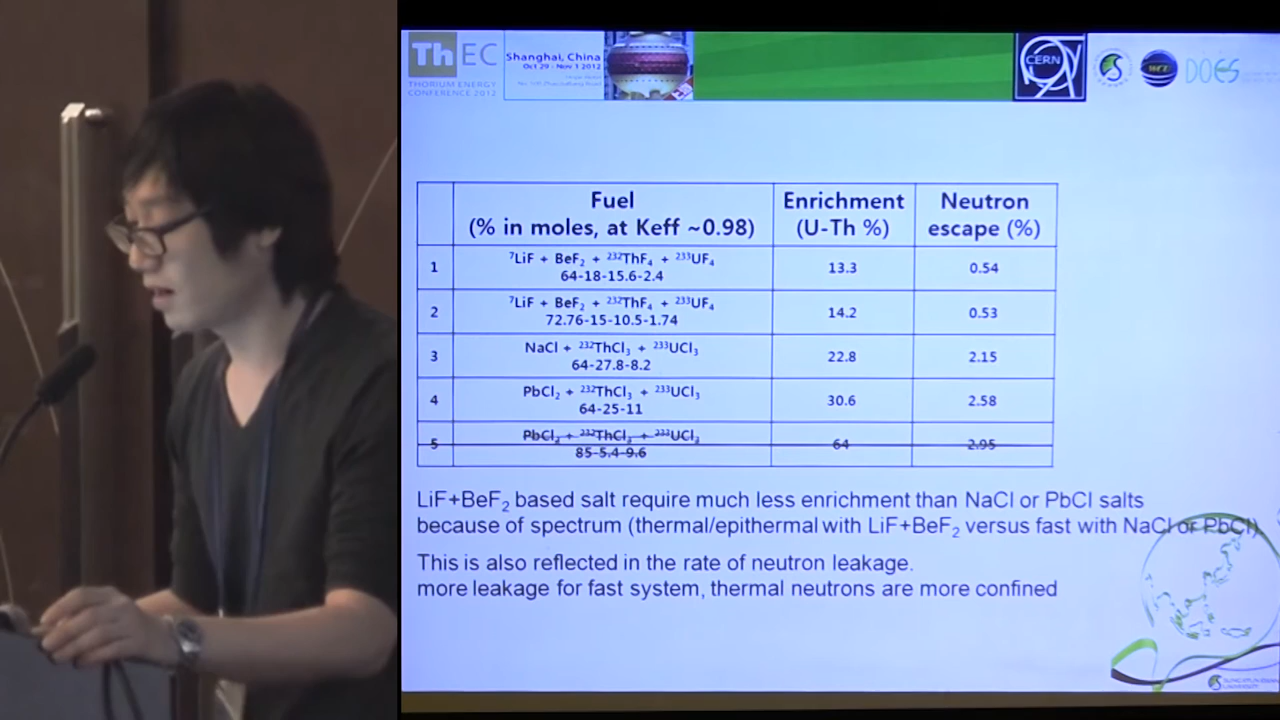 ThEC
THORIUM ENERGY
CONFERENCE 2012
Shanghai, China
Oct 29 - Nov 1 2012
CERN
DOES
Fuel
(% in moles, at Keff ~0.98)
Enrichment
(U-Th %)
Neutron
escape (%)
1
⁷LiF + BeF₂ + ²³²ThF₄ + ²³³UF₄
64-18-15.6-2.4
13.3
0.54
2
⁷LiF + BeF₂ + ²³²ThF₄ + ²³³UF₄
72.76-15-10.5-1.74
14.2
0.53
3
NaCl + ²³²ThCl₃ + ²³³UCl₃
64-27.8-8.2
22.8
2.15
4
PbCl₂ + ²³²ThCl₃ + ²³³UCl₃
64-25-11
30.6
2.58
5
PbCl₂ + ²³²ThCl₃ + ²³³UCl₃
85-5.4-9.6
64
2.95
LiF+BeF₂ based salt require much less enrichment than NaCl or PbCl salts
because of spectrum (thermal/epithermal with LiF+BeF₂ versus fast with NaCl or PbCl)
This is also reflected in the rate of neutron leakage.
more leakage for fast system, thermal neutrons are more confined